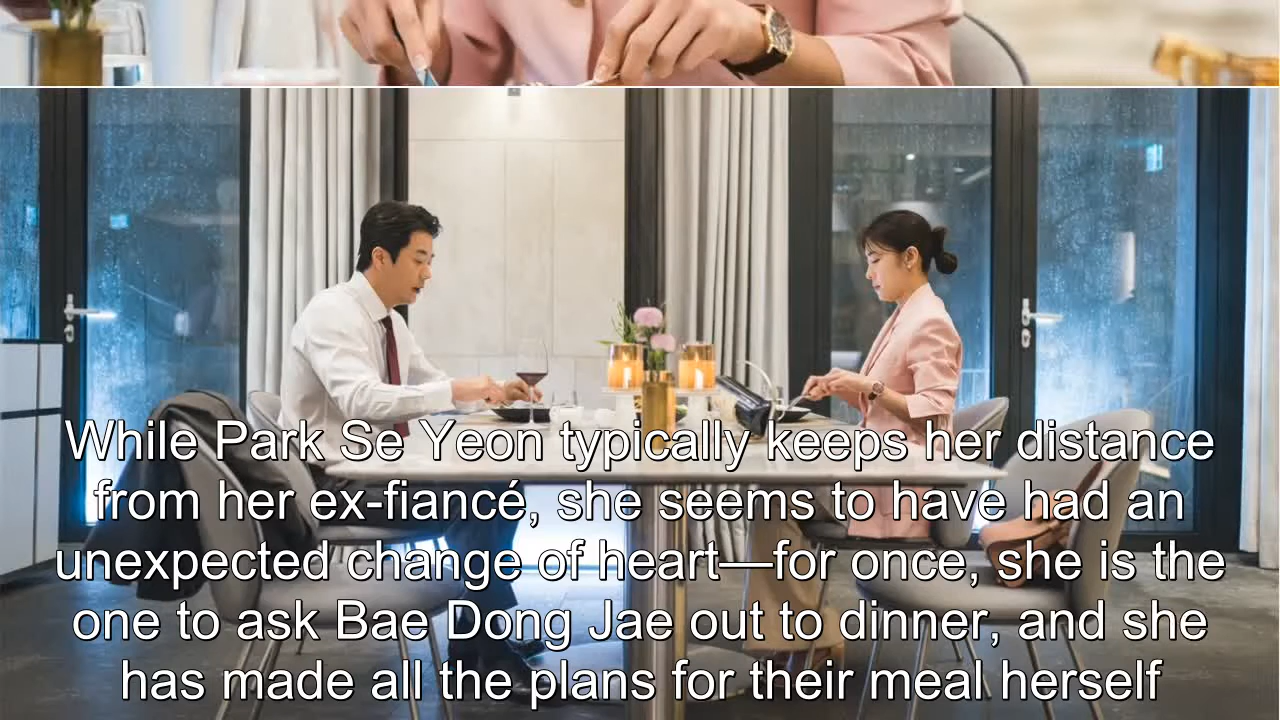 While Park Se Yeon typically keeps her distance
from her ex-fiancé, she seems to have had an
unexpected change of heart—for once, she is the
one to ask Bae Dong Jae out to dinner, and she
has made all the plans for their meal herself